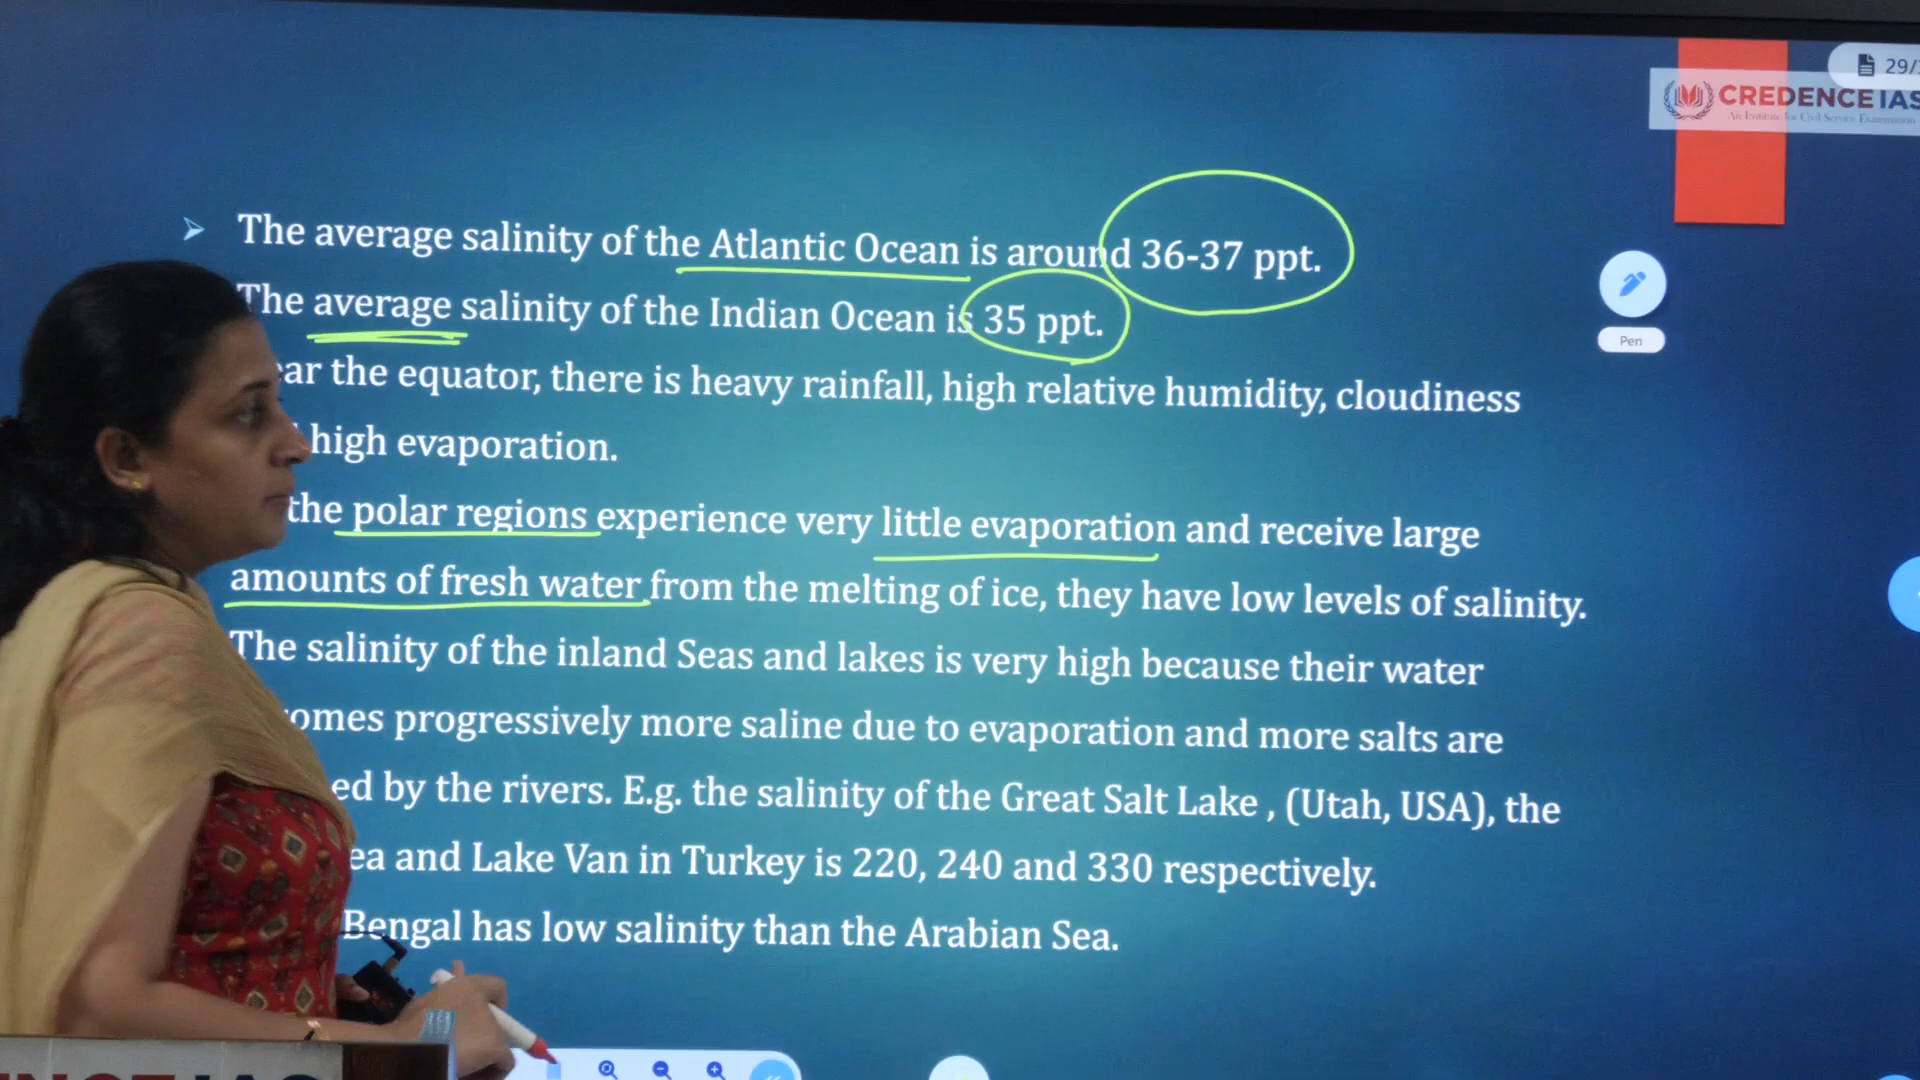 29/
CREDENCE IAS
An Institute for Civil Service Examination
The average salinity of the Atlantic Ocean is around 36-37 ppt.
The average salinity of the Indian Ocean is 35 ppt.
Pen
ar the equator, there is heavy rainfall, high relative humidity, cloudiness
high evaporation.
the polar regions experience very little evaporation and receive large
amounts of fresh water from the melting of ice, they have low levels of salinity.
The salinity of the inland Seas and lakes is very high because their water
omes progressively more saline due to evaporation and more salts are
ed by the rivers. E.g. the salinity of the Great Salt Lake , (Utah, USA), the
ea and Lake Van in Turkey is 220, 240 and 330 respectively.
Bengal has low salinity than the Arabian Sea.